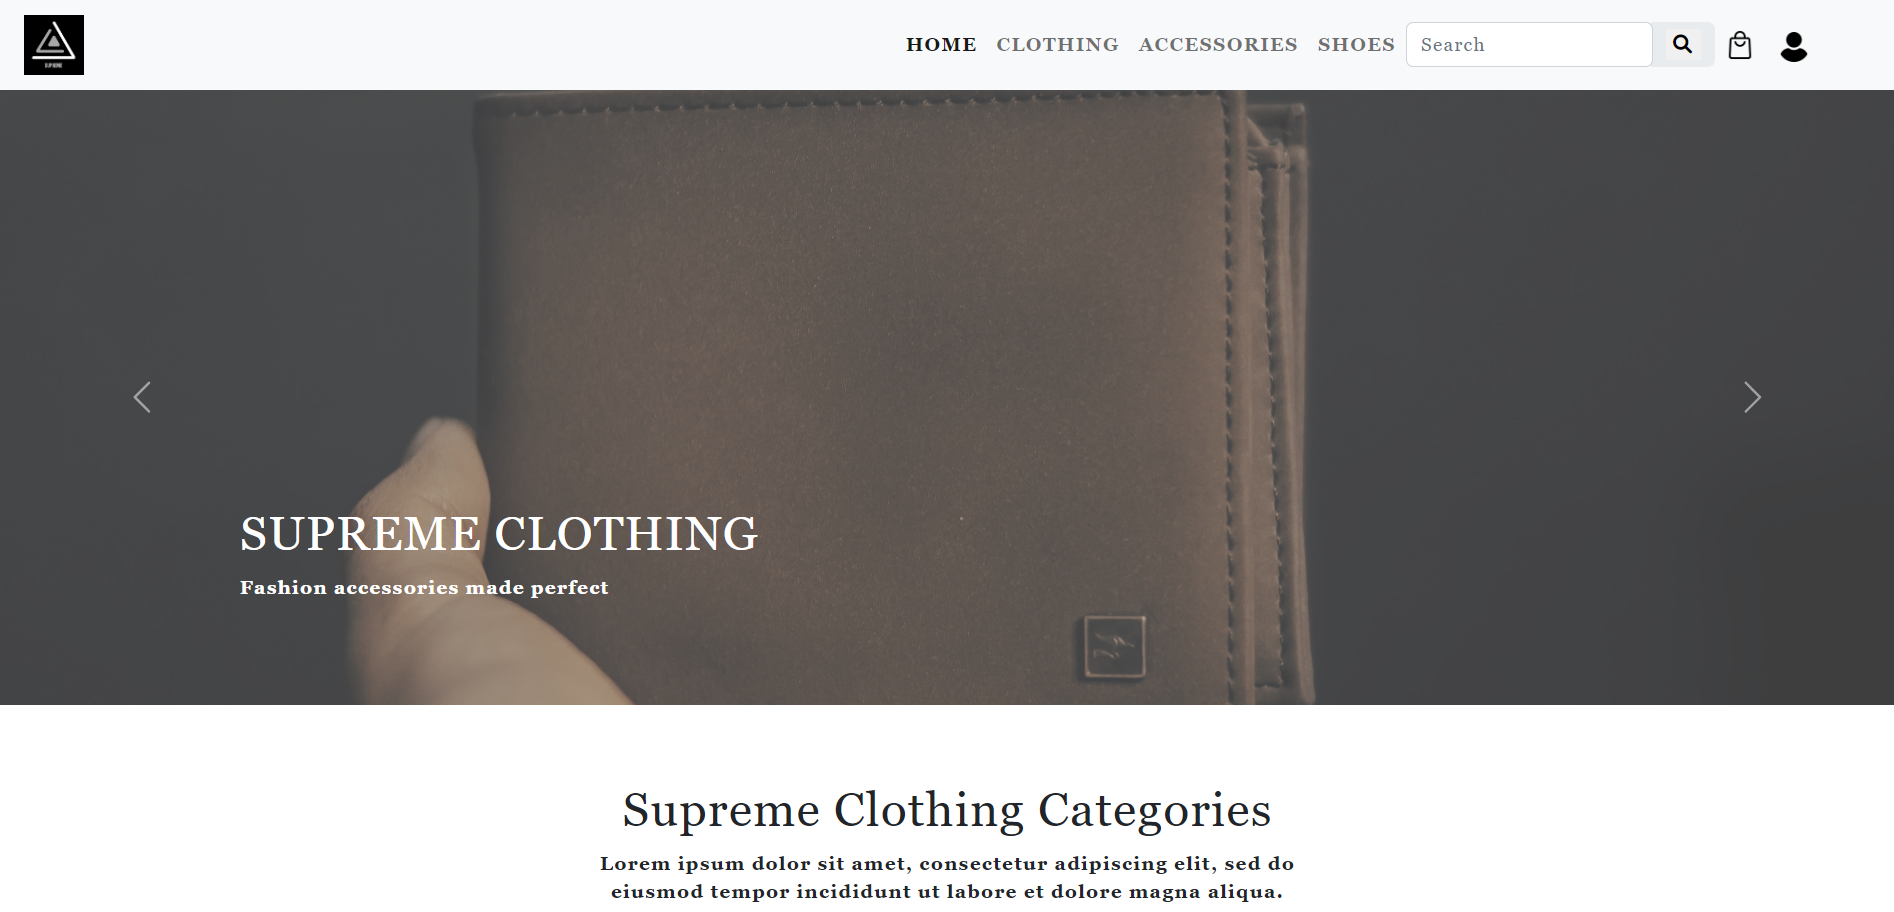 HOME CLOTHING ACCESSORIES SHOES Search
SUPREME CLOTHING
Fashion accessories made perfect
Supreme Clothing Categories
Lorem ipsum dolor sit amet, consectetur adipiscing elit, sed do
eiusmod tempor incididunt ut labore et dolore magna aliqua.